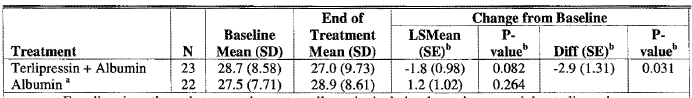 End of Change from Baseline
Baseline Treatment LSMean P- P-
Treatment N Mean (SD) Mean (SD) (SE)b valueb Diff (SE)b valueb
Terlipressin + Albumin 23 28.7 (8.58) 27.0 (9.73) -1.8 (0.98) 0.082 -2.9 (1.31) 0.031
Albumin a 22 27.5 (7.71) 28.9 (8.61) 1.2 (1.02) 0.264